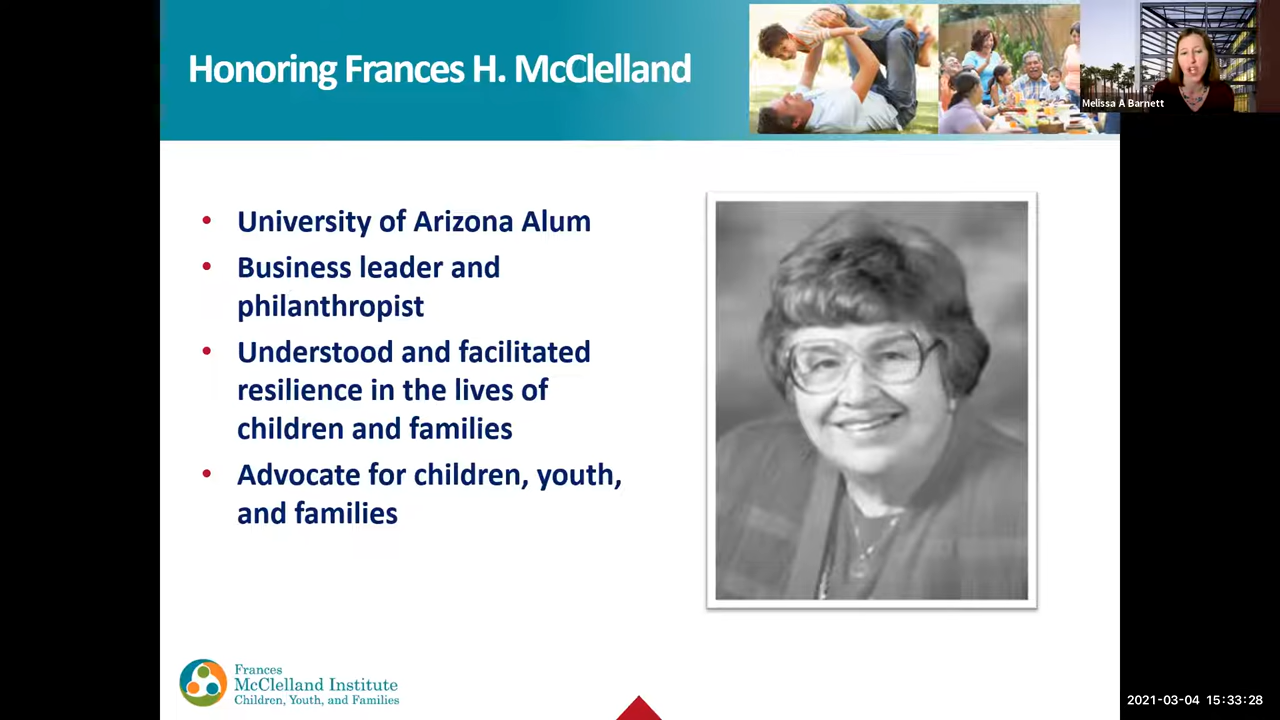 Honoring Frances H. McClelland
Melissa A Barnett
• University of Arizona Alum
• Business leader and
philanthropist
• Understood and facilitated
resilience in the lives of
children and families
• Advocate for children, youth,
and families
Frances
McClelland Institute
Children, Youth, and Families
2021-03-04 15:33:28